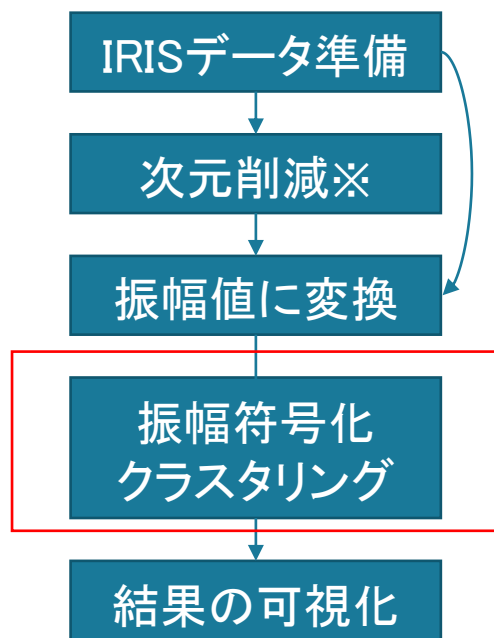 IRISデータ準備
次元削減※
振幅値に変換
振幅符号化
クラスタリング
結果の可視化